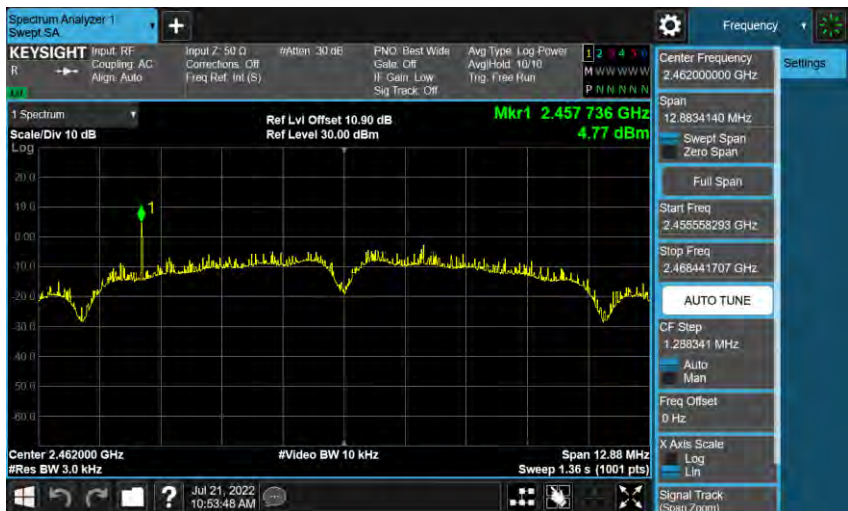 Spectrum Analyzer 1
Swept SA
Frequency
KEYSIGHT
Input: RF
Coupling: AC
Align: Auto
Input Z: 50 Ω
Corrections: Off
Freq Ref: Int (S)
#Atten: 30 dB
PNO: Best Wide
Gate: Off
IF Gain: Low
Sig Track: Off
Avg Type: Log-Power
Avg|Hold: 10/10
Trig: Free Run
1 2 3 4 5 6
M W W W W W
P N N N N N
R
1 Spectrum
Scale/Div 10 dB
Log
Ref Lvl Offset 10.90 dB
Ref Level 30.00 dBm
Mkr1 2.457 736 GHz
4.77 dBm
20.0
10.0
0.00
-10.0
-20.0
-30.0
-40.0
-50.0
-60.0
1
Center 2.462000 GHz
#Res BW 3.0 kHz
#Video BW 10 kHz
Span 12.88 MHz
Sweep 1.36 s (1001 pts)
Jul 21, 2022
10:53:48 AM
?
Center Frequency
2.462000000 GHz
Settings
Span
12.8834140 MHz
Swept Span
Zero Span
Full Span
Start Freq
2.455558293 GHz
Stop Freq
2.468441707 GHz
AUTO TUNE
CF Step
1.288341 MHz
Auto
Man
Freq Offset
0 Hz
X Axis Scale
Log
Lin
Signal Track
(Span Zoom)